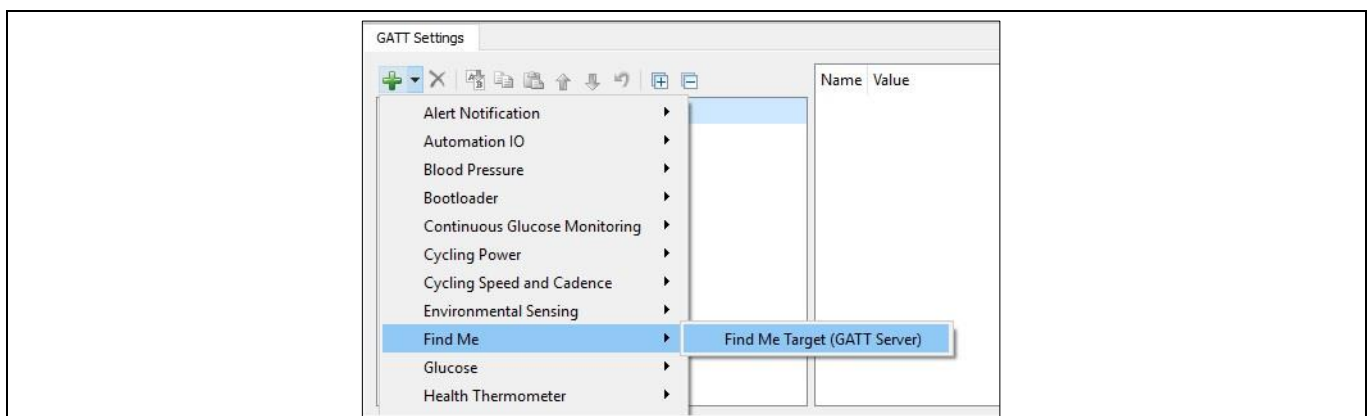 GATT Settings
Name Value
Alert Notification
Automation IO
Blood Pressure
Bootloader
Continuous Glucose Monitoring
Cycling Power
Cycling Speed and Cadence
Environmental Sensing
Find Me
Find Me Target (GATT Server)
Glucose
Health Thermometer